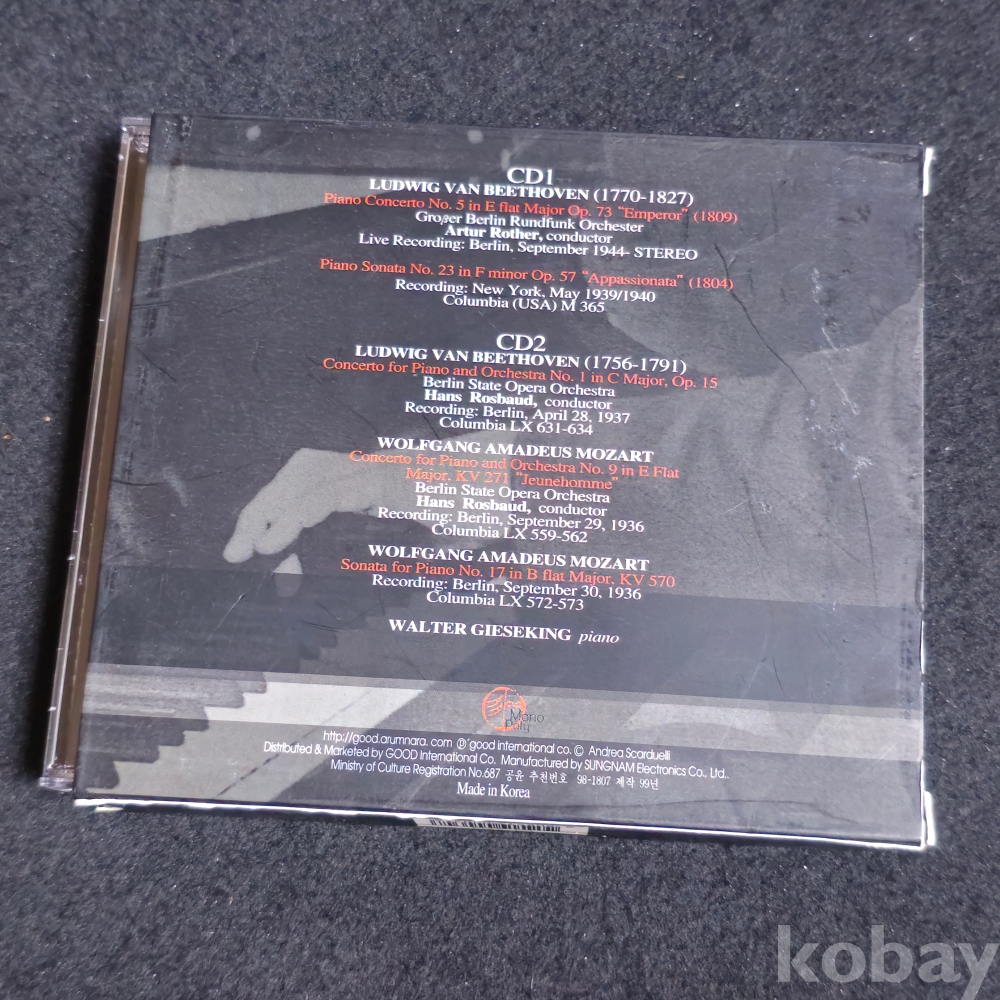 CD1
LUDWIG VAN BEETHOVEN (1770-1827)
Piano Concerto No. 5 in E flat Major Op. 73 "Emperor" (1809)
Großer Berlin Rundfunk Orchester
Artur Rother, conductor
Live Recording: Berlin, September 1944- STEREO
Piano Sonata No. 23 in F minor Op. 57 "Appassionata" (1804)
Recording: New York, May 1939/1940
Columbia (USA) M 365
CD2
LUDWIG VAN BEETHOVEN (1756-1791)
Concerto for Piano and Orchestra No. 1 in C Major, Op. 15
Berlin State Opera Orchestra
Hans Rosbaud, conductor
Recording: Berlin, April 28, 1937
Columbia LX 631-634
WOLFGANG AMADEUS MOZART
Concerto for Piano and Orchestra No. 9 in E Flat
Major, KV 271 "Jeunehomme"
Berlin State Opera Orchestra
Hans Rosbaud, conductor
Recording: Berlin, September 29, 1936
Columbia LX 559-562
WOLFGANG AMADEUS MOZART
Sonata for Piano No. 17 in B flat Major, KV 570
Recording: Berlin, September 30, 1936
Columbia LX 572-573
WALTER GIESEKING piano
Mono
Poly
http://good.arumnara.com ⓟ'good international co. © Andrea Scarduelli
Distributed & Marketed by GOOD International Co. Manufactured by SUNGNAM Electronics Co., Ltd.
Ministry of Culture Registration No.687 공윤 추천번호 98-1807 제작 99년
Made in Korea
kobay